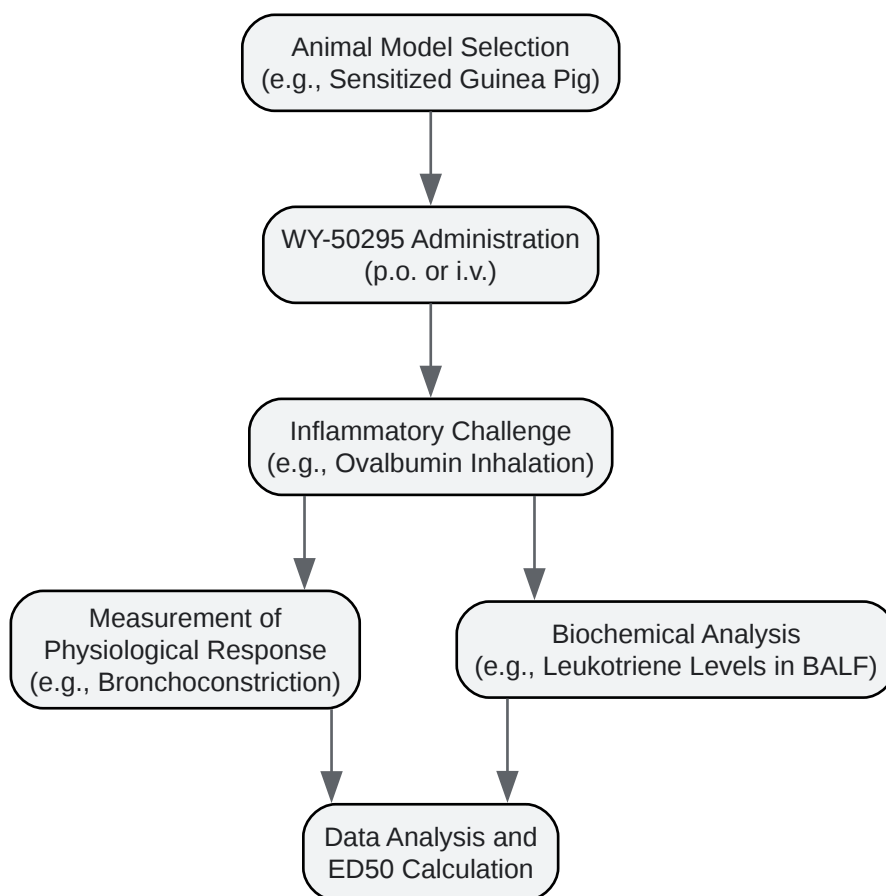 Animal Model Selection
(e.g., Sensitized Guinea Pig)
WY-50295 Administration
(p.o. or i.v.)
Inflammatory Challenge
(e.g., Ovalbumin Inhalation)
Measurement of
Physiological Response
(e.g., Bronchoconstriction)
Biochemical Analysis
(e.g., Leukotriene Levels in BALF)
Data Analysis and
ED50 Calculation